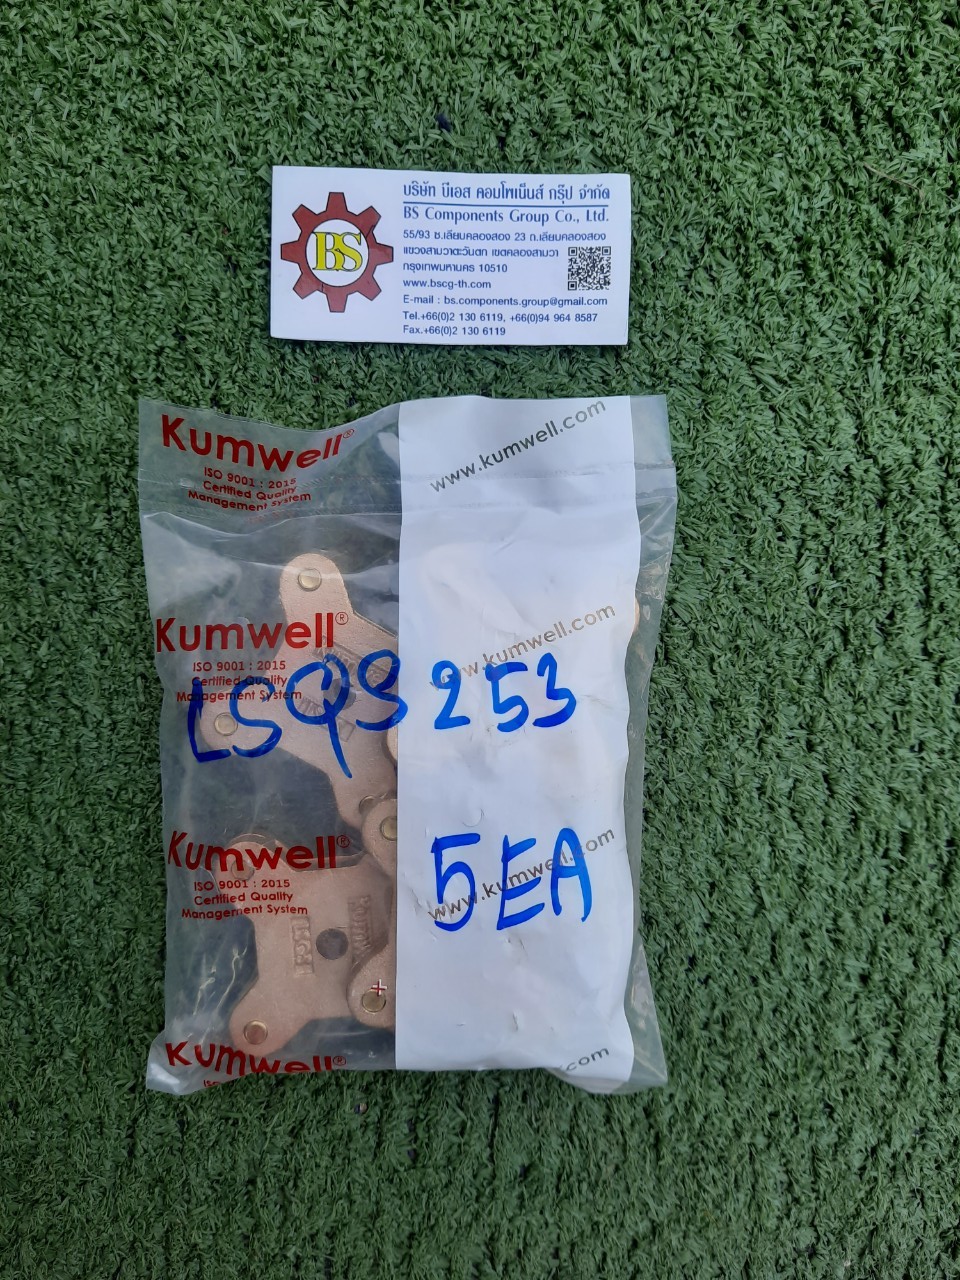 บริษัท บีเอส คอมโพเน็นส์ กรุ๊ป จำกัด
BS
BS Components Group Co., Ltd.
55/93 ซ.เลียบคลองสอง 23 ถ.เลียบคลองสอง
แขวงสามวาตะวันตก เขตคลองสามวา
กรุงเทพมหานคร 10510
www.bscg-th.com
E-mail : bs.components.group@gmail.com
Tel.+66(0)2 130 6119, +66(0)94 964 8587
Fax.+66(0)2 130 6119
Kumwell®
www.kumwell.com
ISO 9001 : 2015
Certified Quality
Management System
Kumwell®
www.kumwell.com
ISO 9001 : 2015
Certified Quality
Management System
LSQS 253
Kumwell®
www.kumwell.com
5EA
ISO 9001 : 2015
Certified Quality
Management System
Kumwell®
.com